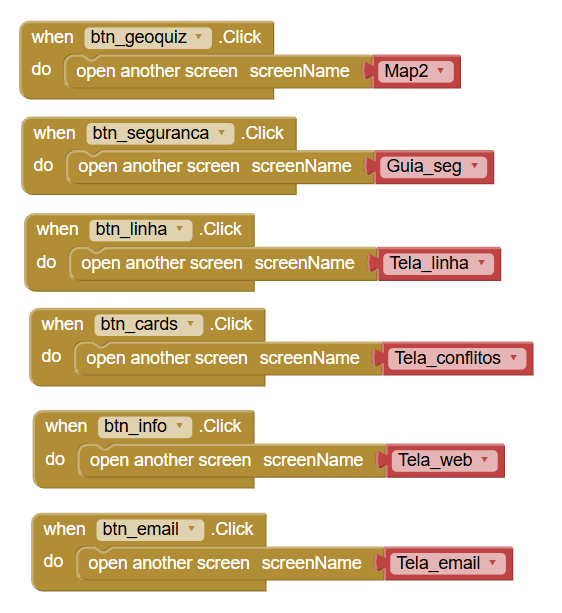 when btn_geoquiz .Click
do open another screen screenName Map2
when btn_seguranca .Click
do open another screen screenName Guia_seg
when btn_linha .Click
do open another screen screenName Tela_linha
when btn_cards .Click
do open another screen screenName Tela_conflitos
when btn_info .Click
do open another screen screenName Tela_web
when btn_email .Click
do open another screen screenName Tela_email